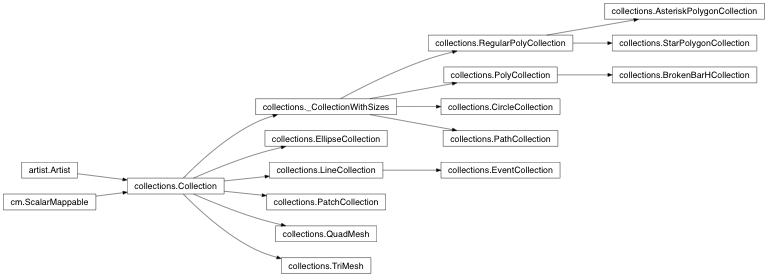 collections.AsteriskPolygonCollection
collections.RegularPolyCollection
collections.StarPolygonCollection
collections.PolyCollection
collections.BrokenBarHCollection
collections._CollectionWithSizes
collections.CircleCollection
collections.EllipseCollection
collections.PathCollection
artist.Artist
collections.LineCollection
collections.EventCollection
collections.Collection
cm.ScalarMappable
collections.PatchCollection
collections.QuadMesh
collections.TriMesh